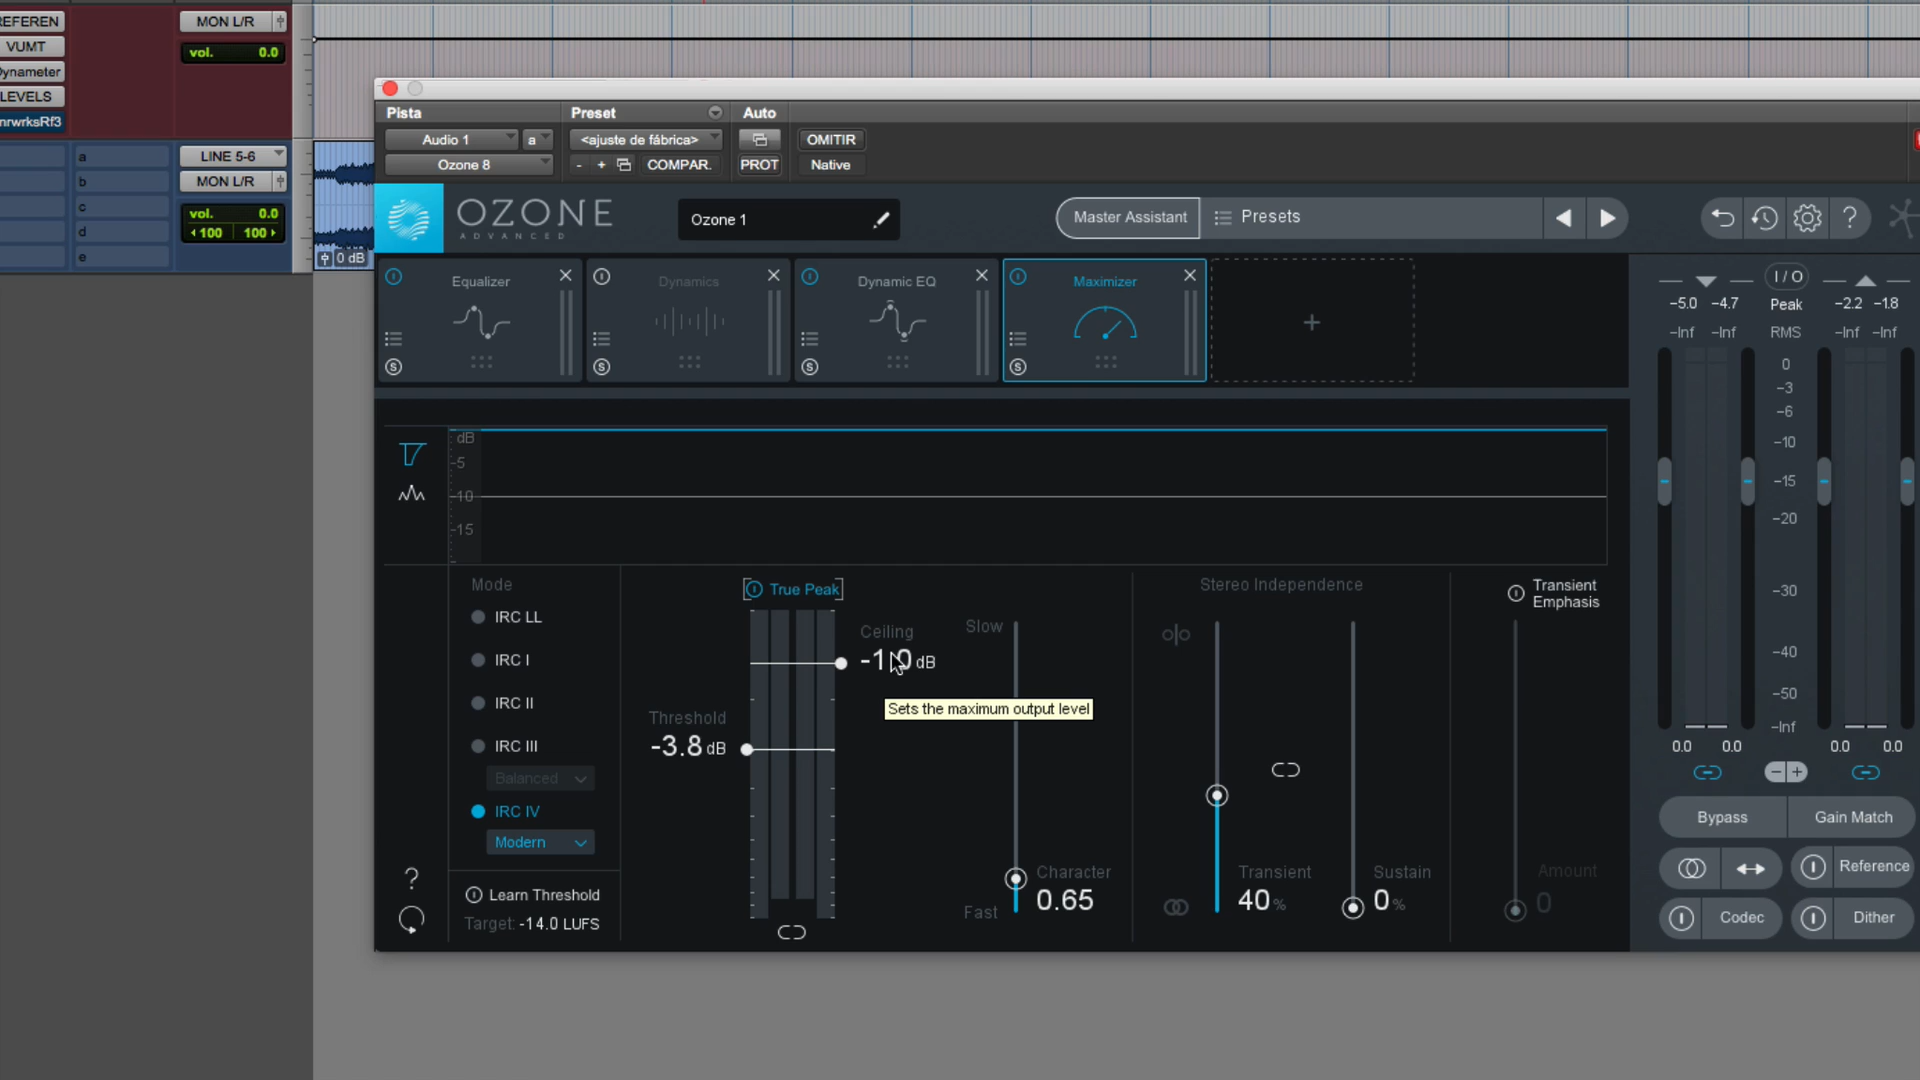 EFEREN
MON L/R
VUMT
vol. 0.0
ynameter
LEVELS
nrwrksRf3
a
LINE 5-6
b
MON L/R
c
vol. 0.0
d
100 100
e
0 dB
Pista
Preset
Auto
Audio 1
a
<ajuste de fábrica>
OMITIR
Ozone 8
- +
COMPAR.
PROT
Native
OZONE
ADVANCED
Ozone 1
Master Assistant
Presets
?
Equalizer
Dynamics
Dynamic EQ
Maximizer
+
S
S
S
S
I / O
-5.0 -4.7
Peak
-2.2 -1.8
-Inf -Inf
RMS
-Inf -Inf
0
-3
-6
-10
-15
-20
-30
-40
-50
-Inf
0.0 0.0
0.0 0.0
dB
-5
-10
-15
Mode
IRC LL
IRC I
IRC II
IRC III
Balanced
IRC IV
Modern
Learn Threshold
Target: -14.0 LUFS
?
True Peak
Ceiling
-1.0 dB
Threshold
-3.8 dB
Sets the maximum output level
Slow
Fast
Character
0.65
Stereo Independence
Transient
40 %
Sustain
0 %
Transient
Emphasis
Amount
0
Bypass
Gain Match
Reference
Codec
Dither